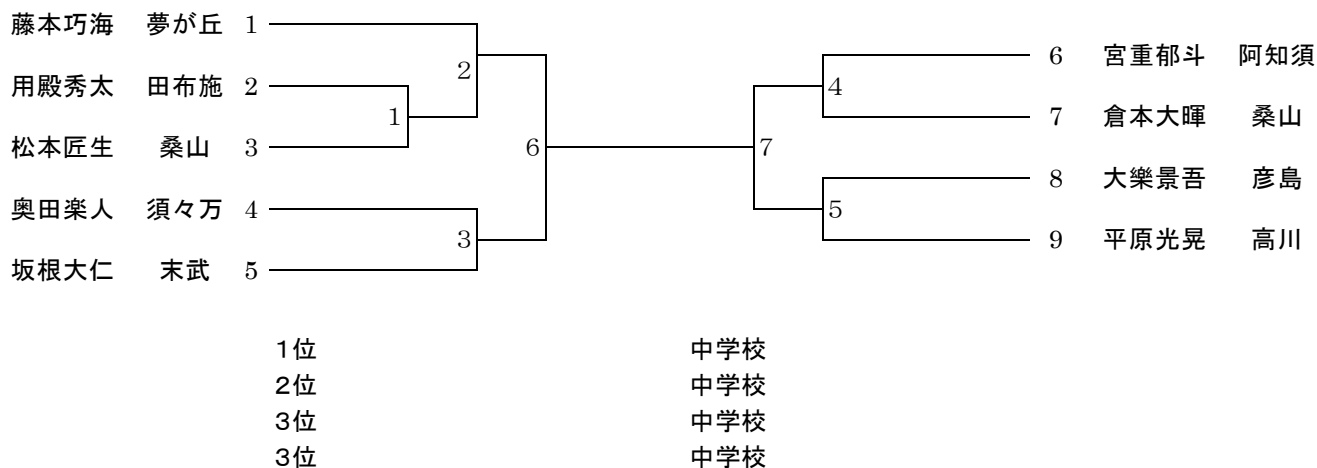 藤本巧海 夢が丘 1
用殿秀太 田布施 2
松本匠生 桑山 3
奥田楽人 須々万 4
坂根大仁 末武 5
2
1
6
3
4
7
5
6 宮重郁斗 阿知須
7 倉本大暉 桑山
8 大樂景吾 彦島
9 平原光晃 高川
1位 中学校
2位 中学校
3位 中学校
3位 中学校